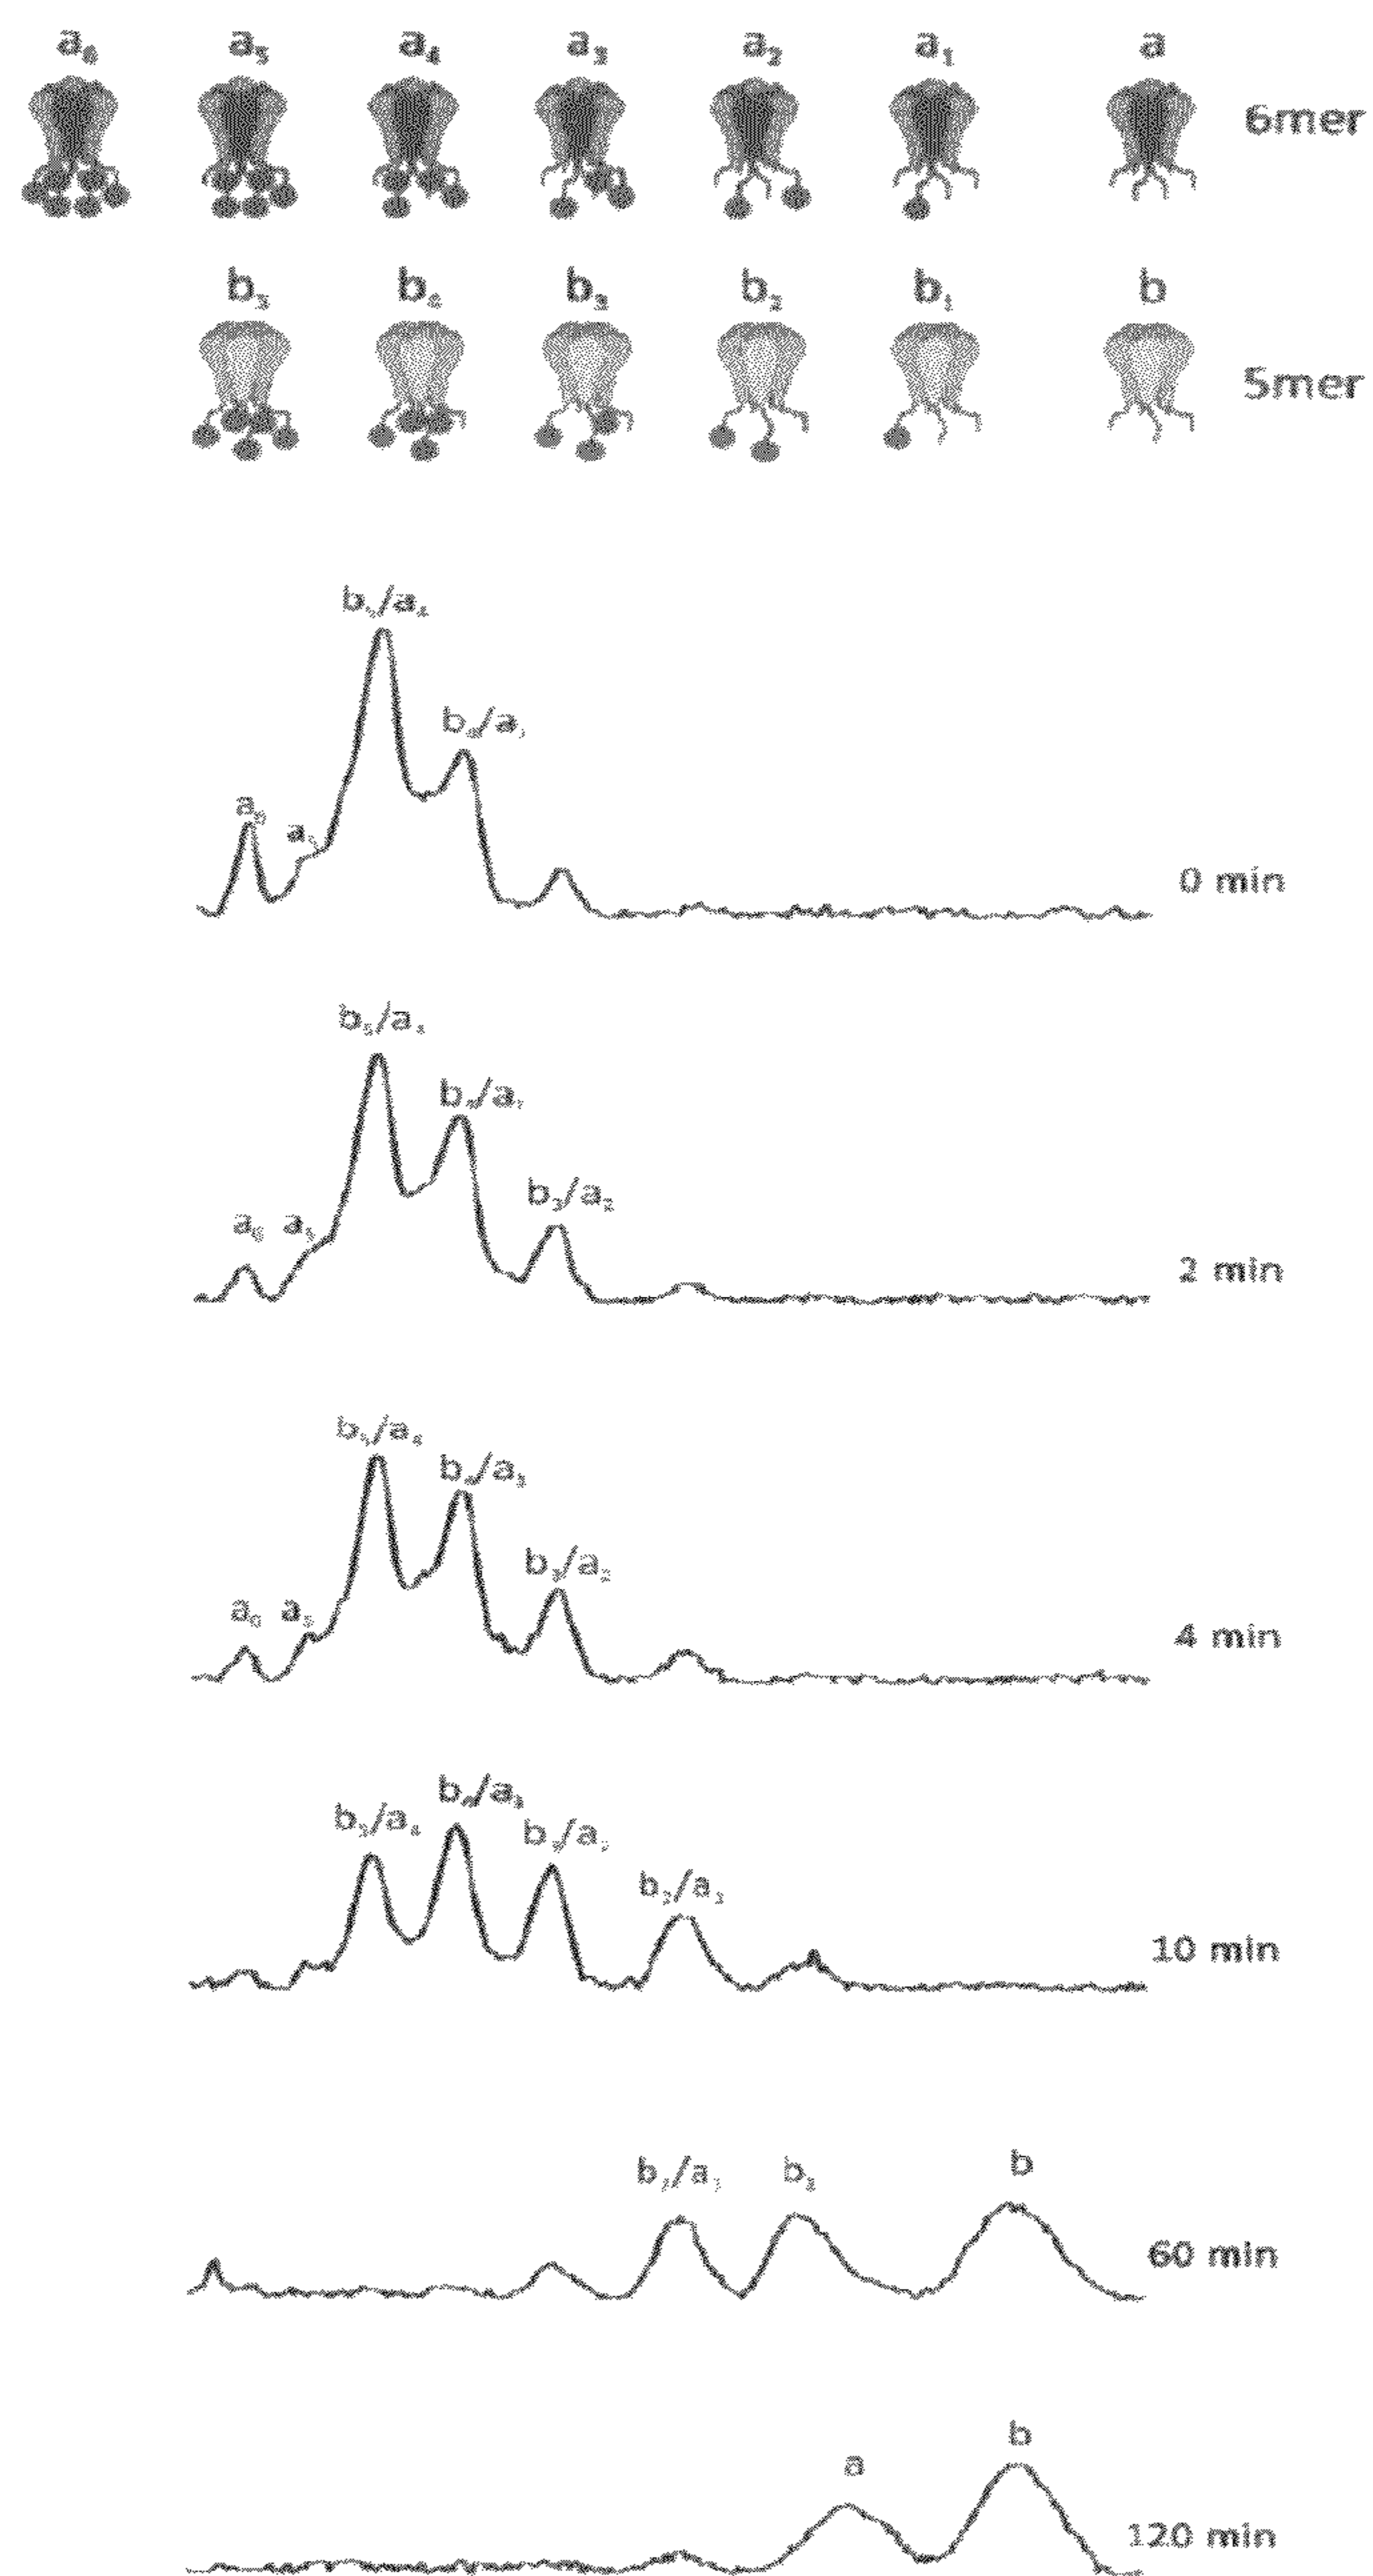 a₆ a₅ a₄ a₃ a₂ a₁ a
6mer
b₅ b₄ b₃ b₂ b₁ b
5mer
b₅/a₄
b₄/a₃
a₆
a₅
0 min
b₅/a₄
b₄/a₃
b₃/a₂
a₆ a₅
2 min
b₅/a₄
b₄/a₃
b₃/a₂
a₆ a₅
4 min
b₄/a₃
b₅/a₄
b₃/a₂
b₂/a₁
10 min
b
b₂/a₁
60 min
b
a
120 min